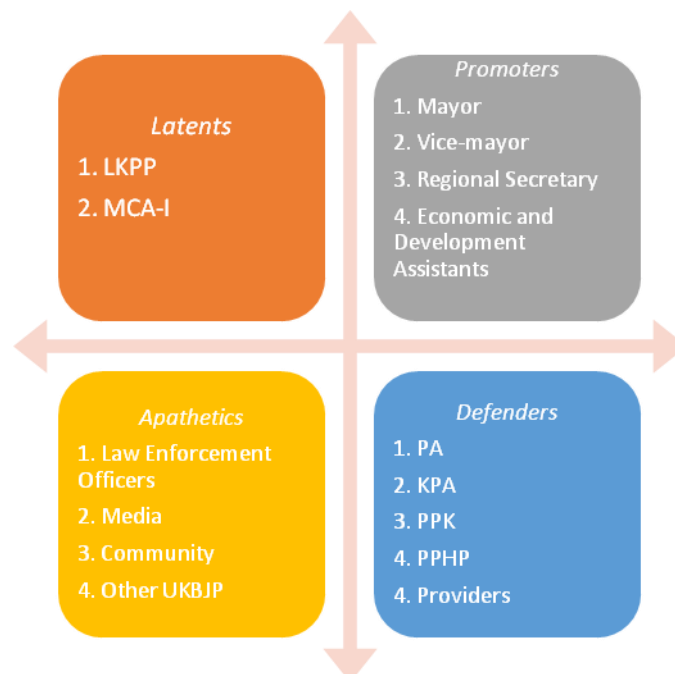 Latents
1. LKPP
2. MCA-I
Promoters
1. Mayor
2. Vice-mayor
3. Regional Secretary
4. Economic and
Development
Assistants
Apathetics
1. Law Enforcement
Officers
2. Media
3. Community
4. Other UKBJP
Defenders
1. PA
2. KPA
3. PPK
4. PPHP
4. Providers